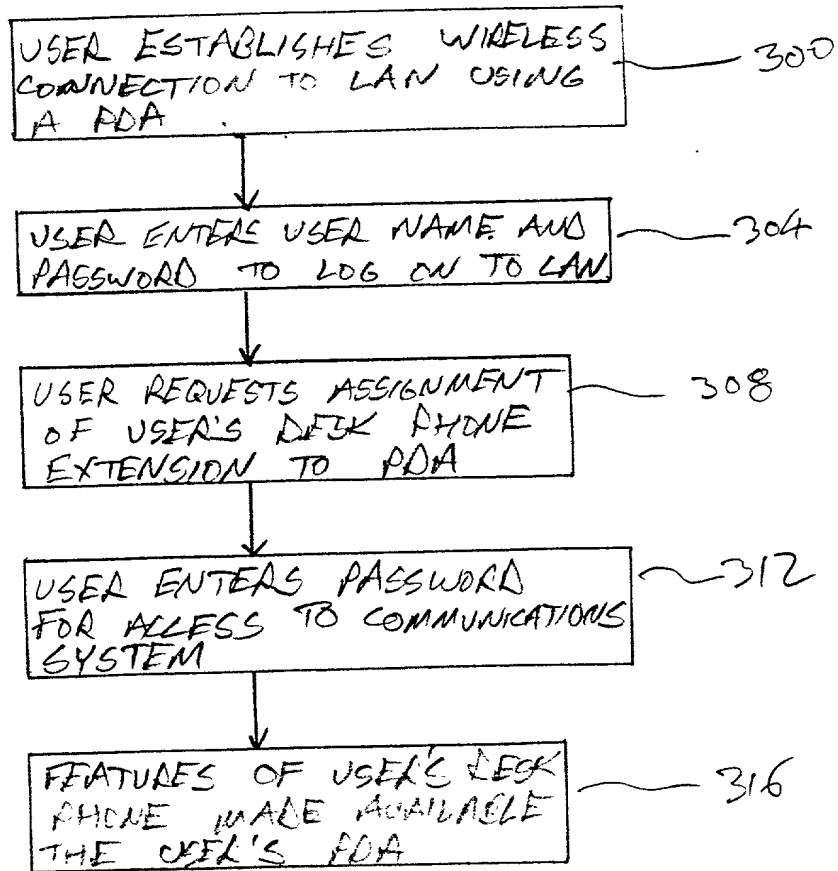 USER ESTABLISHES WIRELESS
CONNECTION TO LAN USING
A PDA
300
USER ENTERS USER NAME AND
PASSWORD TO LOG ON TO LAN
304
USER REQUESTS ASSIGNMENT
OF USER'S DESK PHONE
EXTENSION TO PDA
308
USER ENTERS PASSWORD
FOR ACCESS TO COMMUNICATIONS
SYSTEM
312
FEATURES OF USER'S DESK
PHONE MADE AVAILABLE
THE USER'S PDA
316